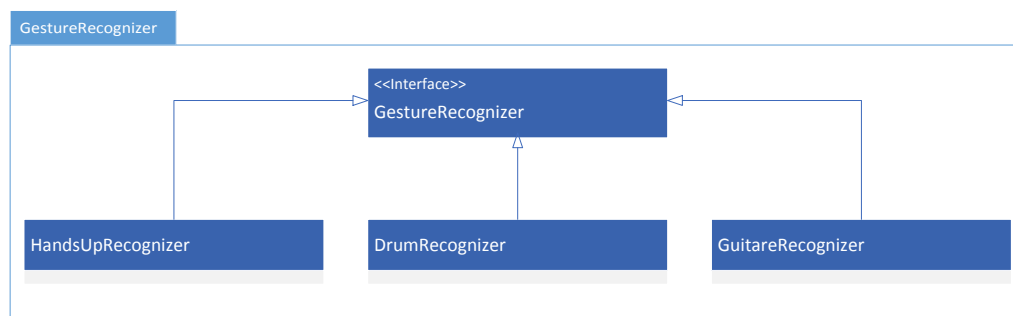 GestureRecognizer
<<Interface>>
GestureRecognizer
HandsUpRecognizer
DrumRecognizer
GuitareRecognizer